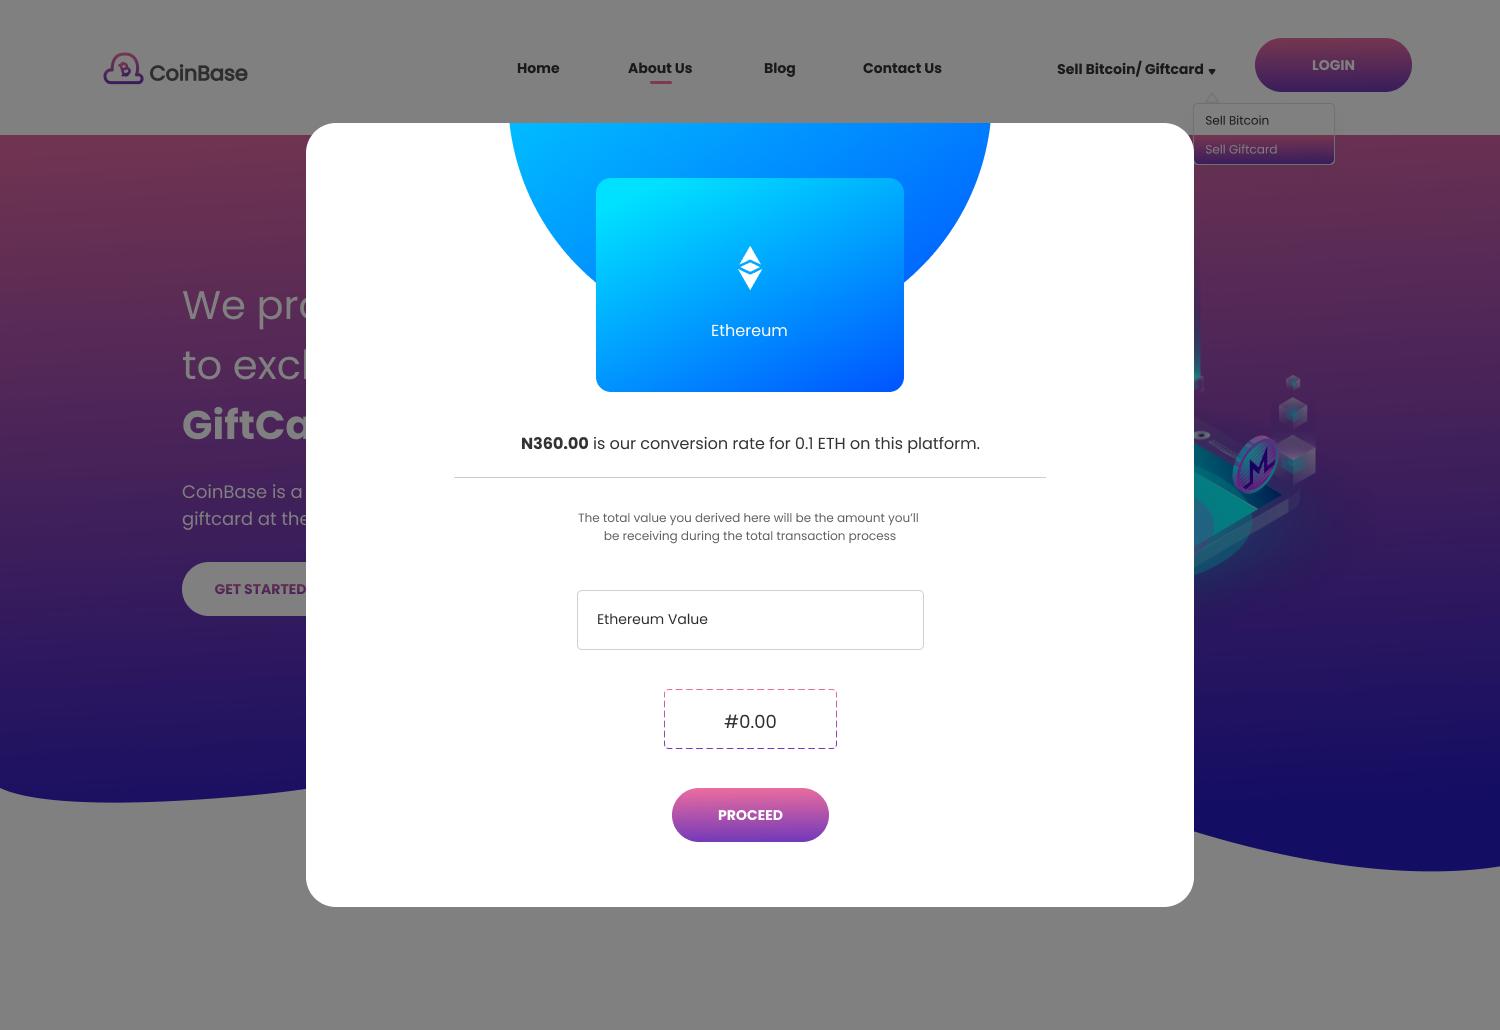 CoinBase
Home
About Us
Blog
Contact Us
Sell Bitcoin/ Giftcard
LOGIN
Sell Bitcoin
Sell Giftcard
We pro
to excl
GiftCa
CoinBase is a
giftcard at the
GET STARTED
Ethereum
N360.00 is our conversion rate for 0.1 ETH on this platform.
The total value you derived here will be the amount you’ll
be receiving during the total transaction process
Ethereum Value
#0.00
PROCEED